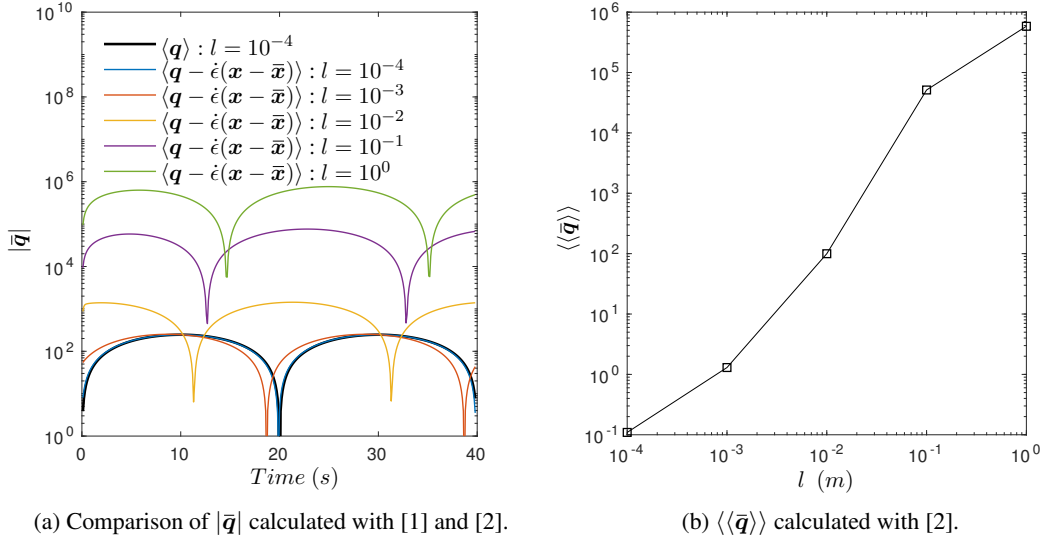 10^10
10^8
10^6
10^4
10^2
10^0
|q̄|
⟨q⟩ : l = 10^-4
⟨q − ϵ̇(x − x̄)⟩ : l = 10^-4
⟨q − ϵ̇(x − x̄)⟩ : l = 10^-3
⟨q − ϵ̇(x − x̄)⟩ : l = 10^-2
⟨q − ϵ̇(x − x̄)⟩ : l = 10^-1
⟨q − ϵ̇(x − x̄)⟩ : l = 10^0
0 10 20 30 40
Time (s)
(a) Comparison of |q̄| calculated with [1] and [2].
10^6
10^5
10^4
10^3
10^2
10^1
10^0
10^-1
⟨⟨q̄⟩⟩
10^-4 10^-3 10^-2 10^-1 10^0
l (m)
(b) ⟨⟨q̄⟩⟩ calculated with [2].